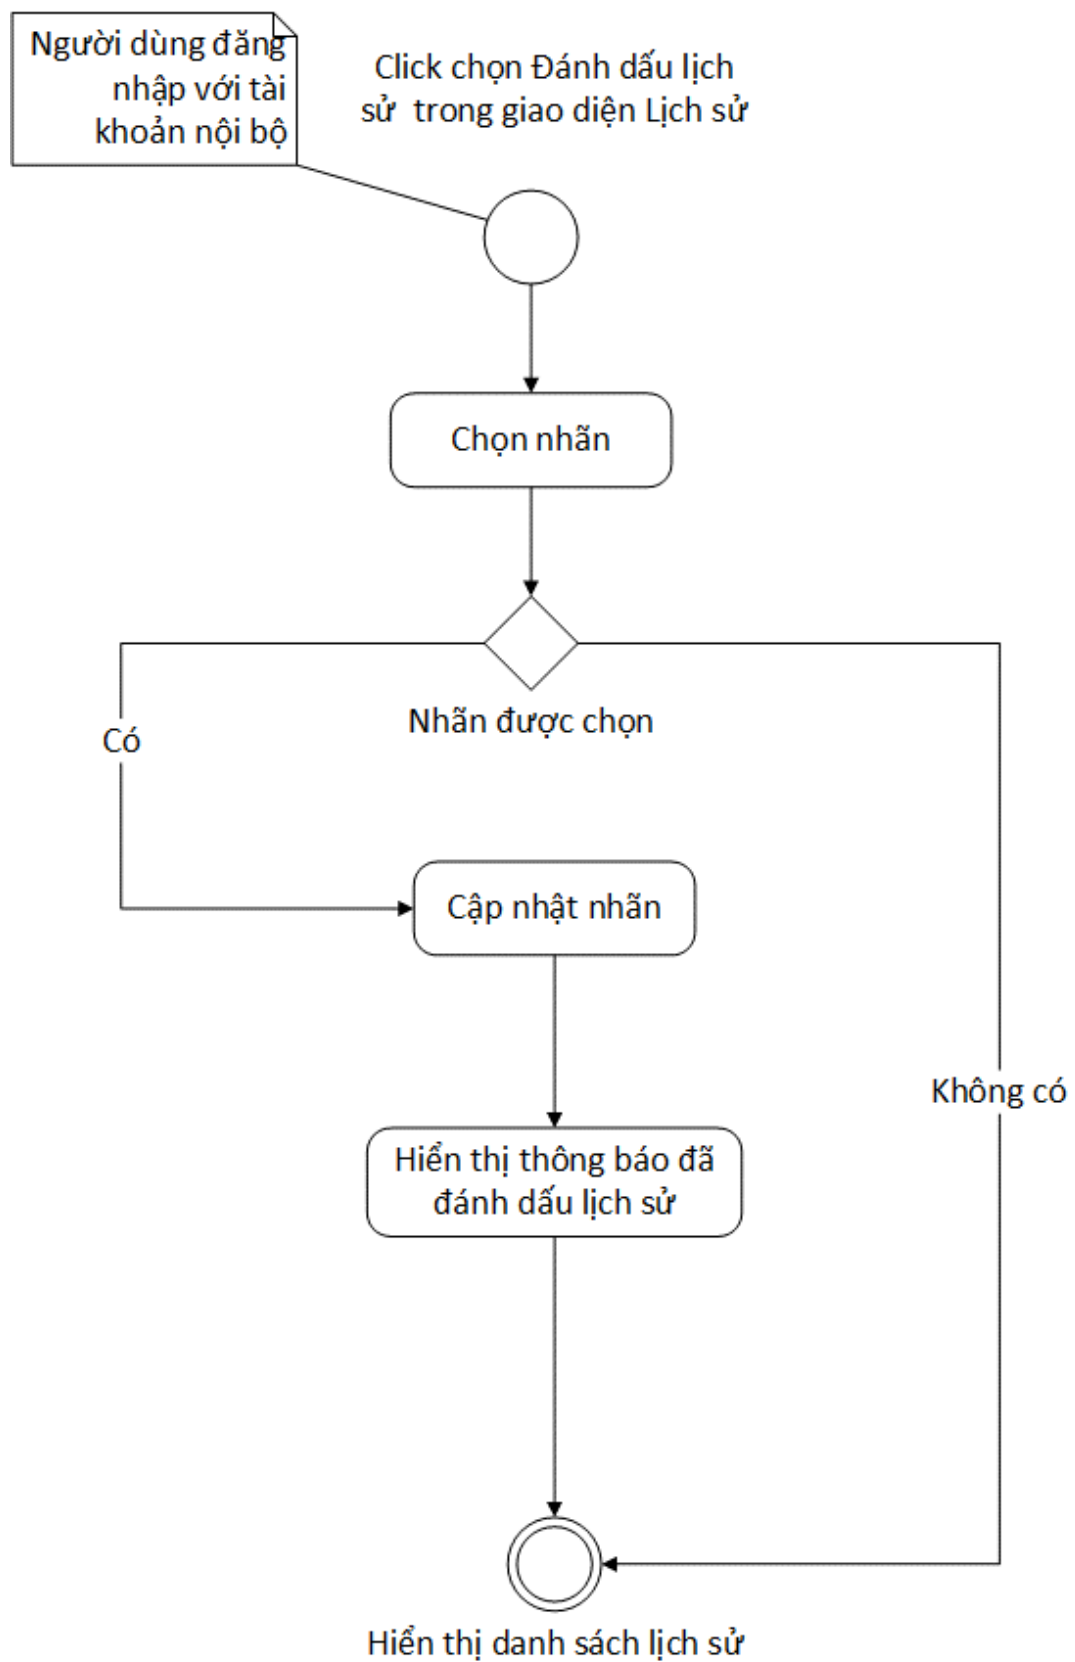 Người dùng đăng
nhập với tài
khoản nội bộ
Click chọn Đánh dấu lịch
sử  trong giao diện Lịch sử
Chọn nhãn
Nhãn được chọn
Có
Cập nhật nhãn
Không có
Hiển thị thông báo đã
đánh dấu lịch sử
Hiển thị danh sách lịch sử